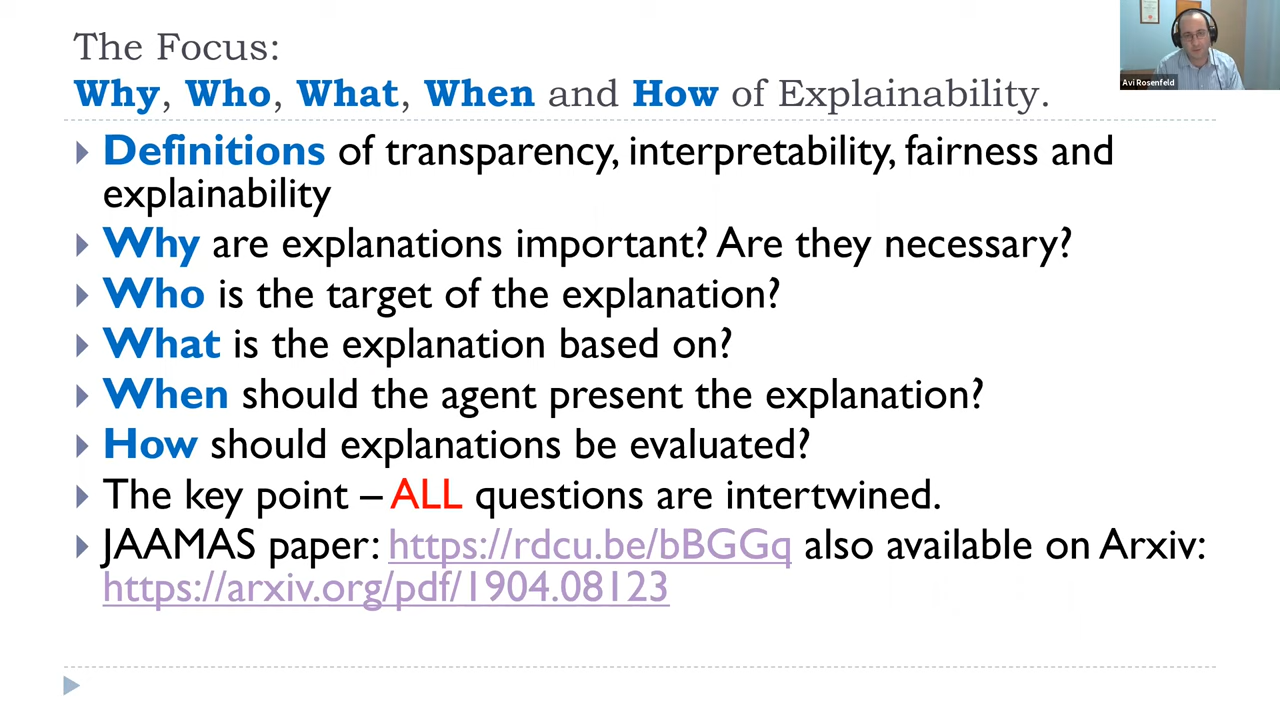 The Focus:
Why, Who, What, When and How of Explainability.
Avi Rosenfeld
Definitions of transparency, interpretability, fairness and
explainability
Why are explanations important? Are they necessary?
Who is the target of the explanation?
What is the explanation based on?
When should the agent present the explanation?
How should explanations be evaluated?
The key point – ALL questions are intertwined.
JAAMAS paper: https://rdcu.be/bBGGq also available on Arxiv:
https://arxiv.org/pdf/1904.08123